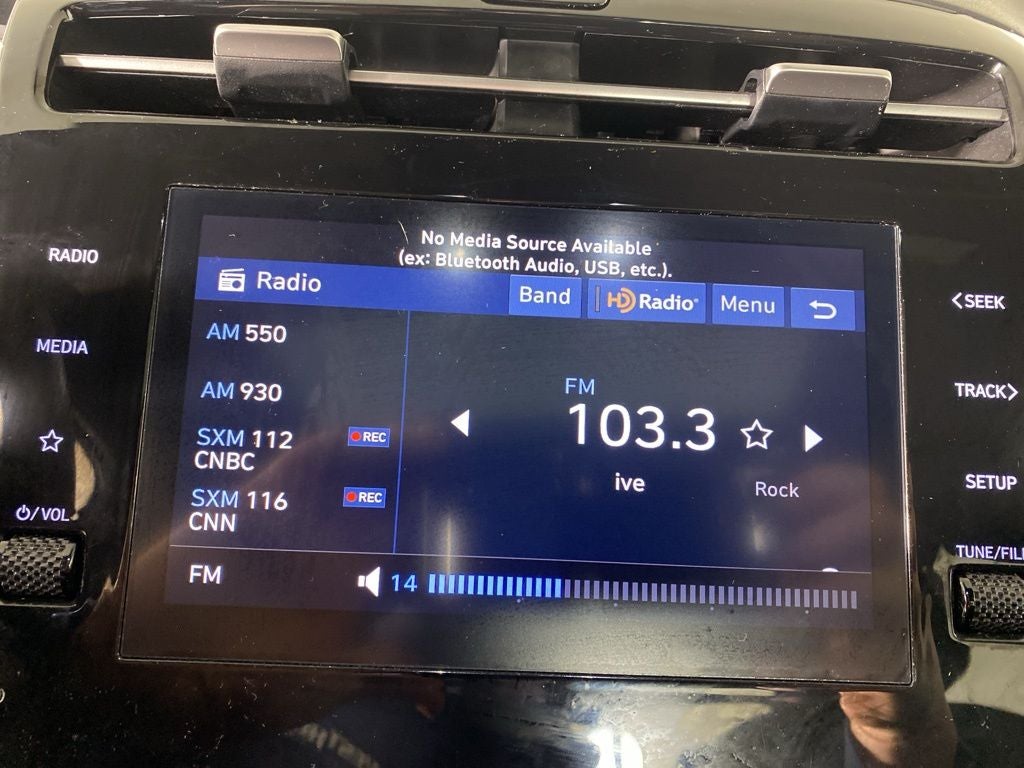 No Media Source Available
(ex: Bluetooth Audio, USB, etc.).
Radio
Band
HD Radio
Menu
RADIO
MEDIA
/VOL
AM 550
AM 930
SXM 112
REC
CNBC
SXM 116
REC
CNN
FM
103.3
ive
Rock
FM
14
<SEEK
TRACK>
SETUP
TUNE/FIL